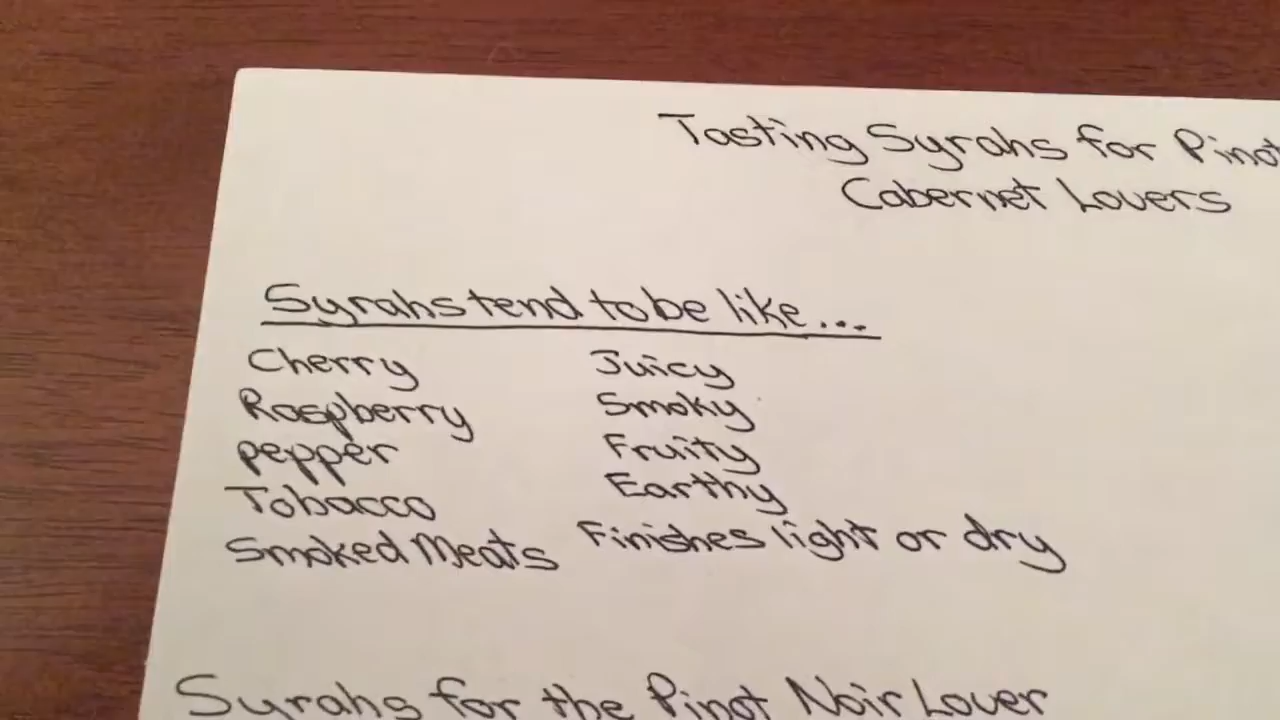 Tasting Syrahs for Pinot
Cabernet Lovers
Syrahs tend to be like...
Cherry
Raspberry
pepper
Tobacco
Smoked Meats
Juicy
Smoky
Fruity
Earthy
Finishes light or dry
Syrahs for the Pinot Noir Lover